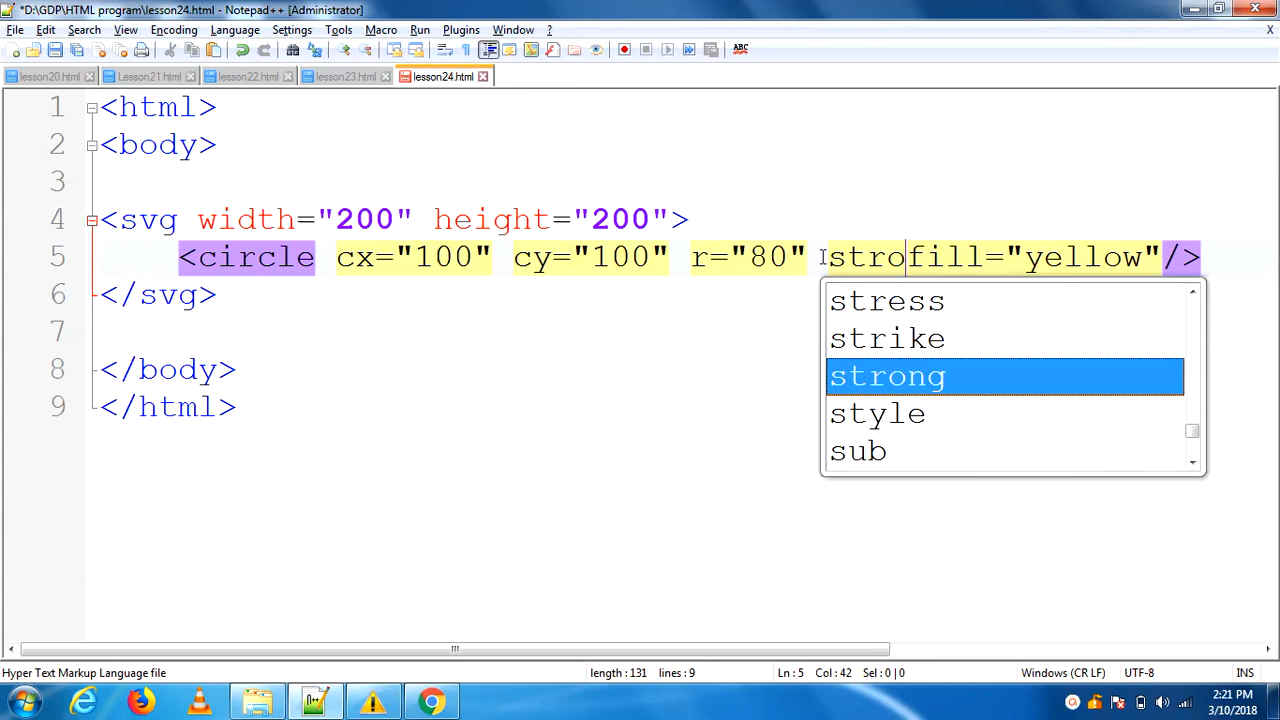 *D:\GDP\HTML program\lesson24.html - Notepad++ [Administrator]
File Edit Search View Encoding Language Settings Tools Macro Run Plugins Window ? X
ABC
lesson20.html Lesson21.html lesson22.html lesson23.html lesson24.html
1 <html>
2 <body>
3
4 <svg width="200" height="200">
5 <circle cx="100" cy="100" r="80" strofill="yellow"/>
6 </svg>
stress
strike
strong
style
sub
7
8 </body>
9 </html>
Hyper Text Markup Language file length : 131 lines : 9 Ln : 5 Col : 42 Sel : 0 | 0 Windows (CR LF) UTF-8 INS
2:21 PM
3/10/2018